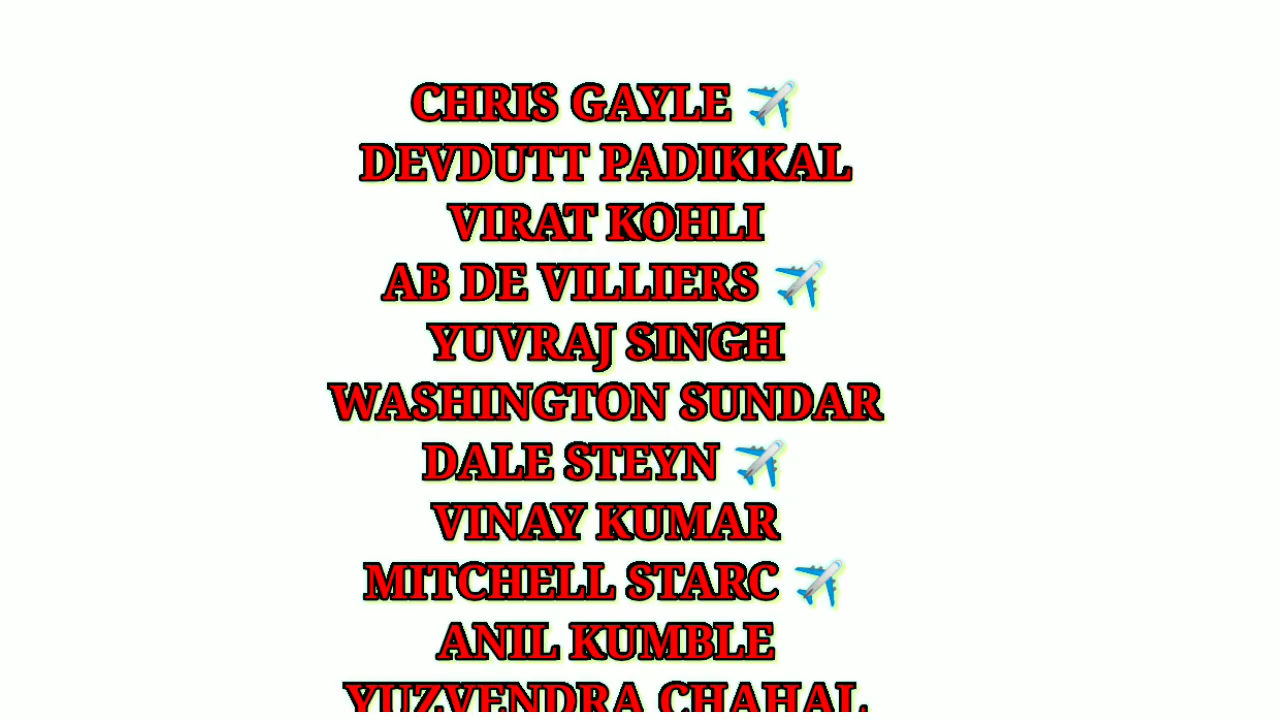 CHRIS GAYLE ✈️
DEVDUTT PADIKKAL
VIRAT KOHLI
AB DE VILLIERS ✈️
YUVRAJ SINGH
WASHINGTON SUNDAR
DALE STEYN ✈️
VINAY KUMAR
MITCHELL STARC ✈️
ANIL KUMBLE
YUZVENDRA CHAHAL